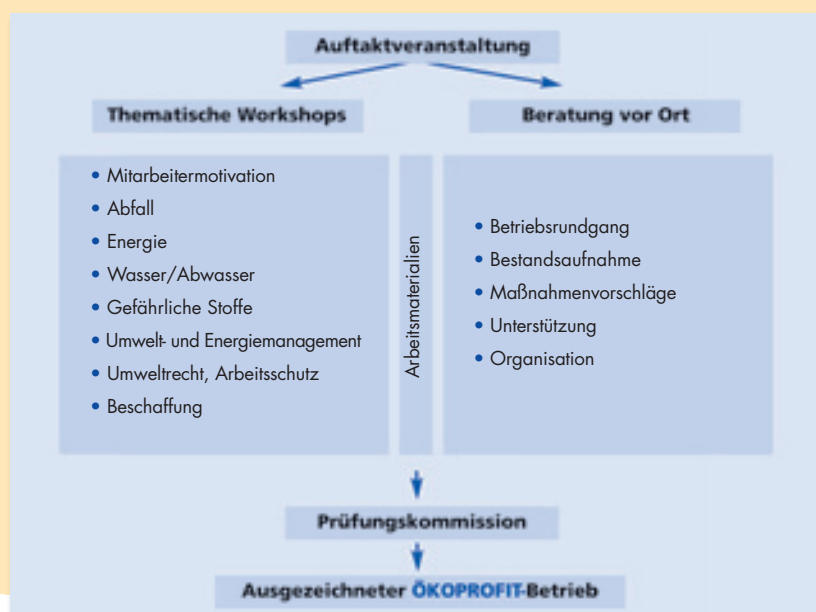 Auftaktveranstaltung
Thematische Workshops
Beratung vor Ort
• Mitarbeitermotivation
• Abfall
• Energie
• Wasser/Abwasser
• Gefährliche Stoffe
• Umwelt- und Energiemanagement
• Umweltrecht, Arbeitsschutz
• Beschaffung
Arbeitsmaterialien
• Betriebsrundgang
• Bestandsaufnahme
• Maßnahmenvorschläge
• Unterstützung
• Organisation
Prüfungskommission
Ausgezeichneter ÖKOPROFIT-Betrieb